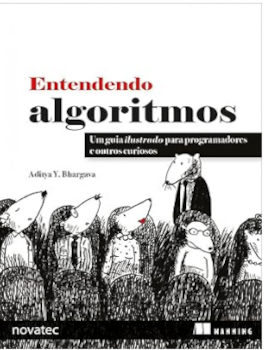 Entendendo
algoritmos
Um guia ilustrado para programadores
e outros curiosos
Aditya Y. Bhargava
novatec
MANNING